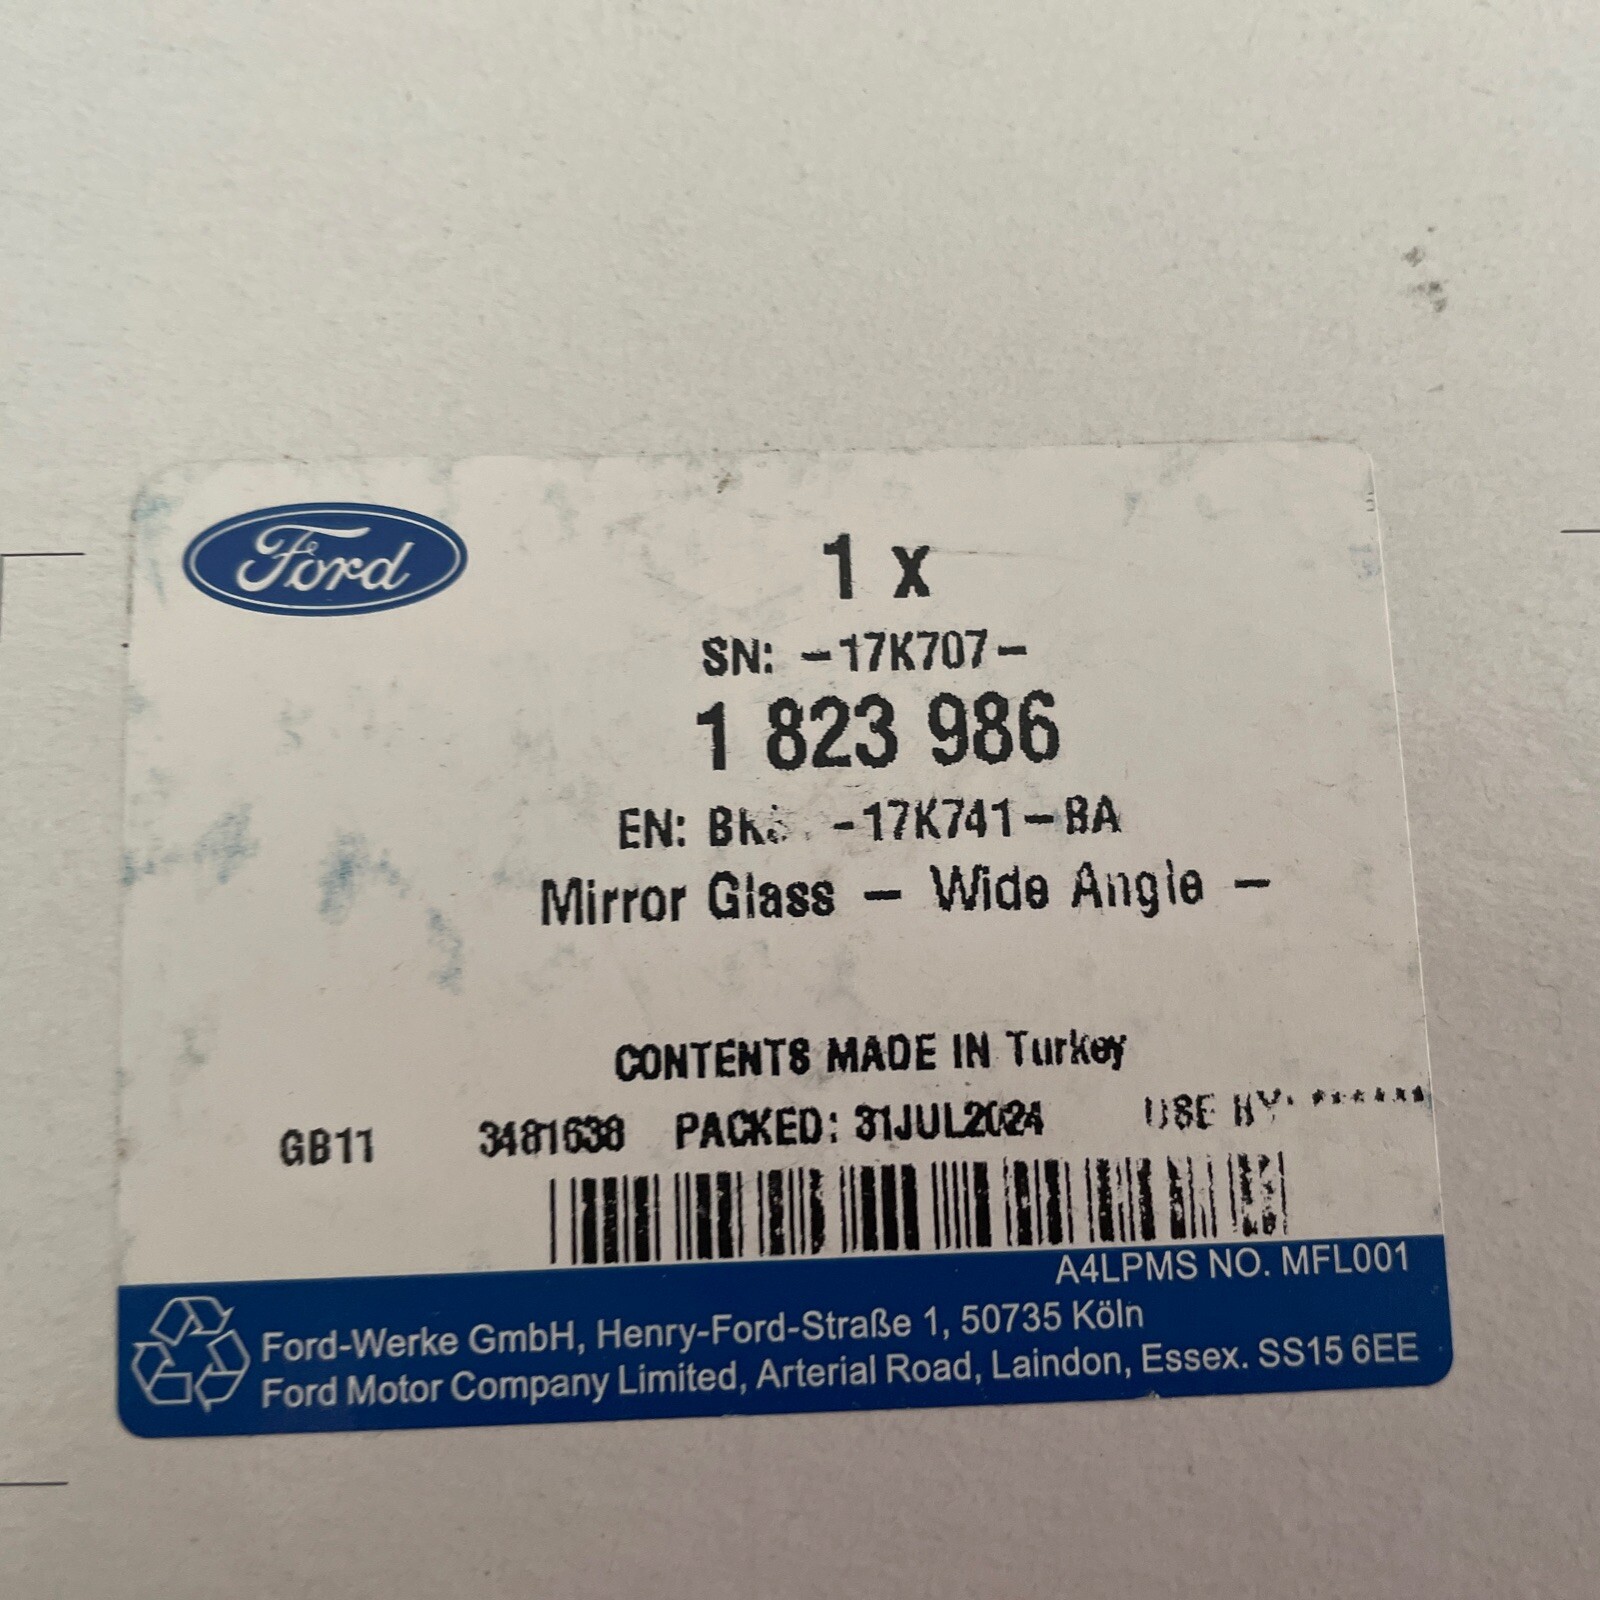 Ford
1 x
SN: -17K707-
1 823 986
EN: -17K741-BA
Mirror Glass - Wide Angle -
CONTENTS MADE IN Turkey
GB11 3481638 PACKED: 31JUL2024 USE BY:
A4LPMS NO. MFL001
Ford-Werke GmbH, Henry-Ford-Straße 1, 50735 Köln
Ford Motor Company Limited, Arterial Road, Laindon, Essex. SS15 6EE